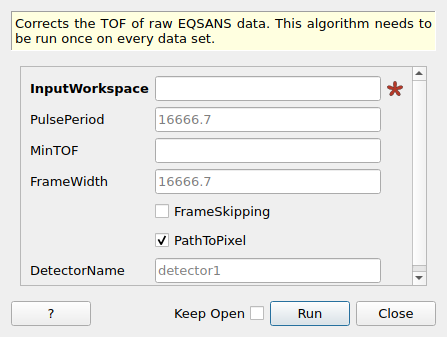 Corrects the TOF of raw EQSANS data. This algorithm needs to
be run once on every data set.
InputWorkspace
PulsePeriod 16666.7
MinTOF
FrameWidth 16666.7
FrameSkipping
PathToPixel
DetectorName detector1
? Keep Open Run Close